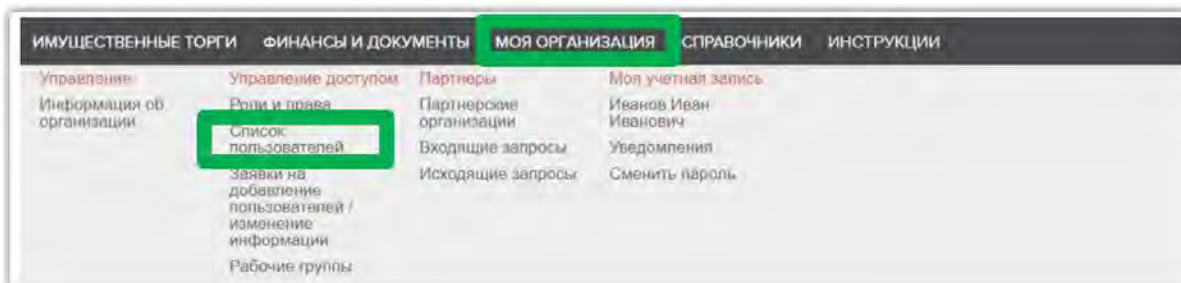 ИМУЩЕСТВЕННЫЕ ТОРГИ ФИНАНСЫ И ДОКУМЕНТЫ МОЯ ОРГАНИЗАЦИЯ СПРАВОЧНИКИ ИНСТРУКЦИИ
Управление
Информация об
организации
Управление доступом
Роли и права
Список
пользователей
Заявки на
добавление
пользователей /
изменение
информации
Рабочие группы
Партнеры
Партнерские
организации
Входящие запросы
Исходящие запросы
Моя учетная запись
Иванов Иван
Иванович
Уведомления
Сменить пароль